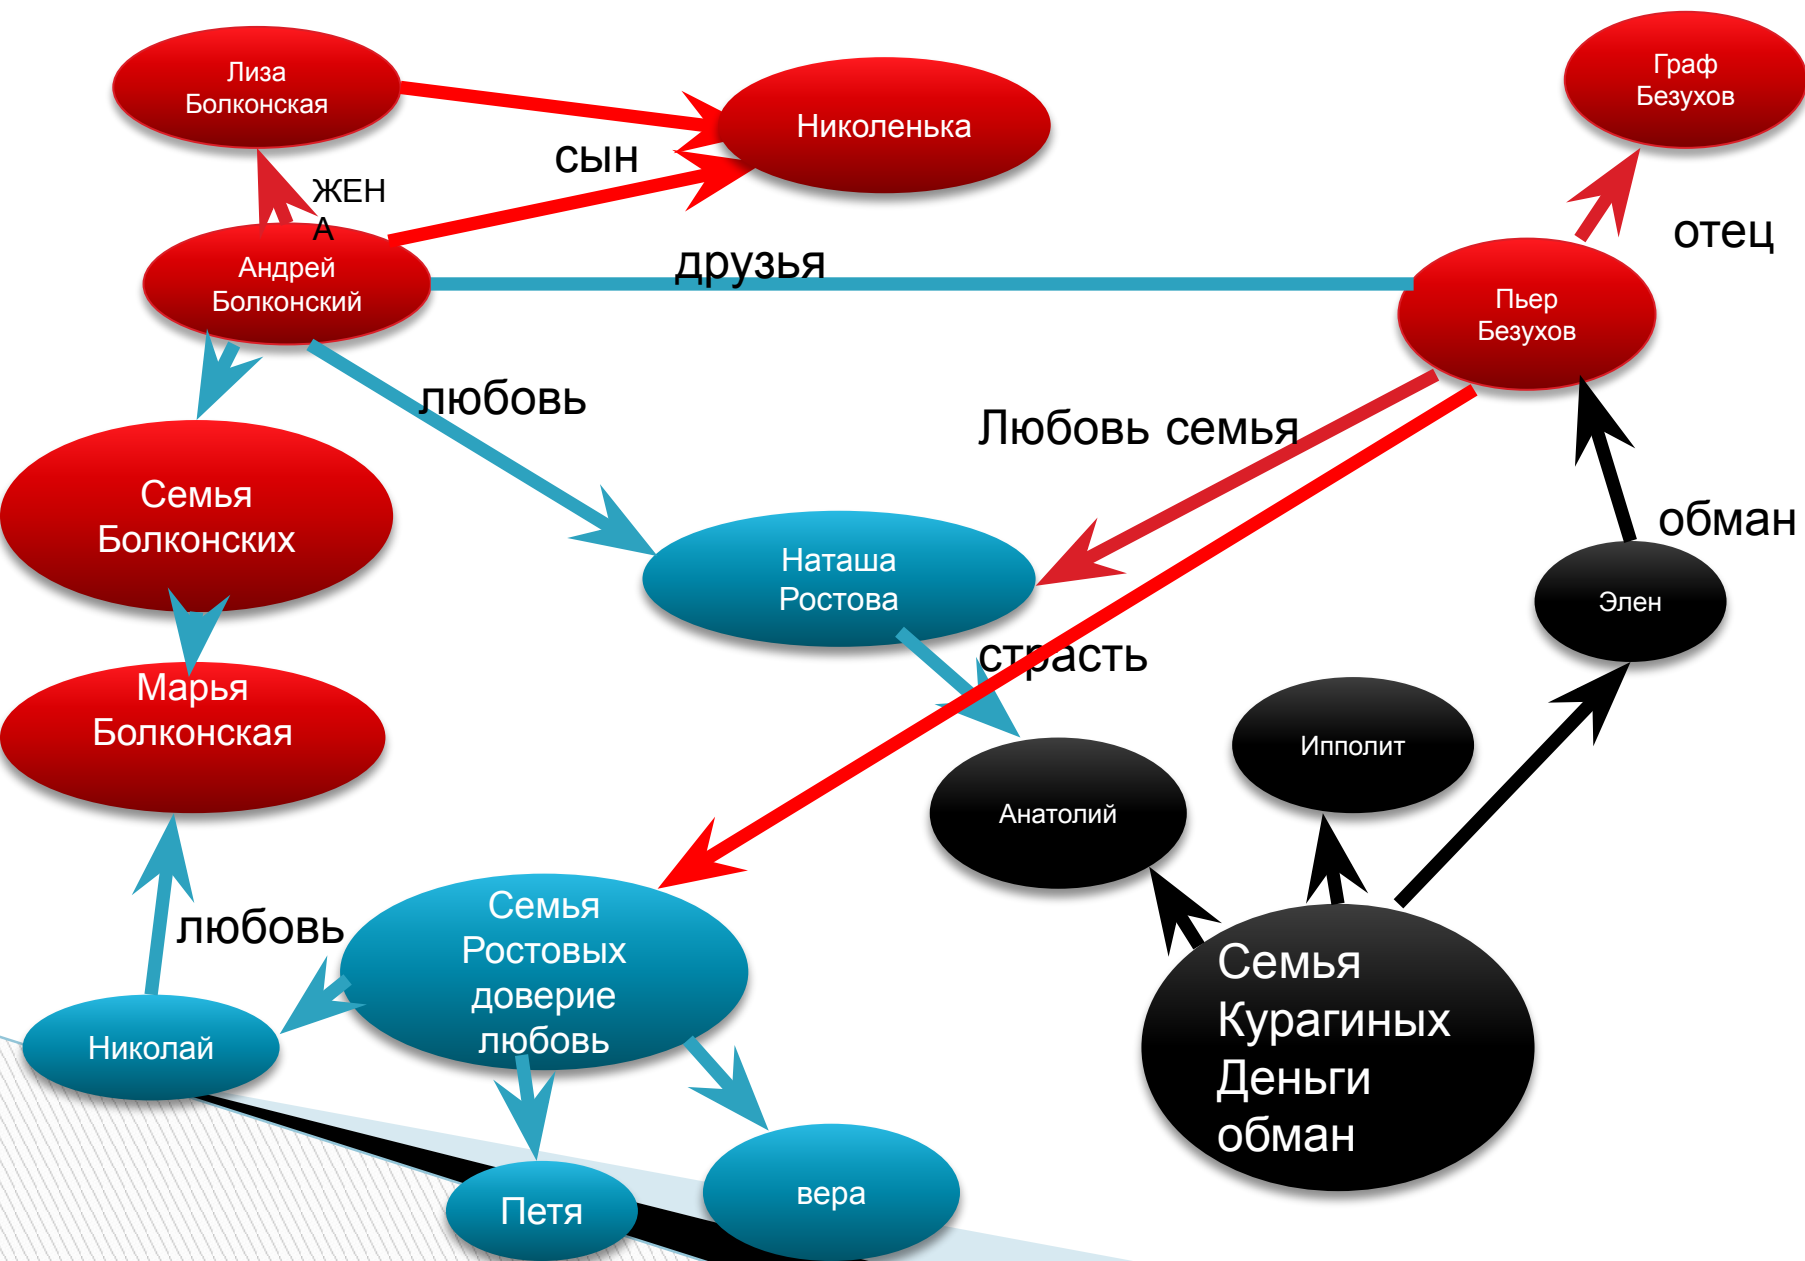 Лиза
Болконская
Николенька
Граф
Безухов
сын
ЖЕН
А
отец
Андрей
Болконский
друзья
Пьер
Безухов
любовь
Любовь семья
Семья
Болконских
обман
Наташа
Ростова
Элен
страсть
Марья
Болконская
Ипполит
Анатолий
Семья
Ростовых
доверие
любовь
любовь
Николай
Семья
Курагиных
Деньги
обман
Петя
вера